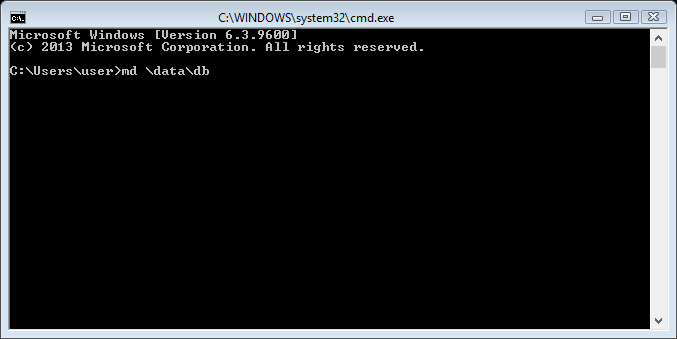 C:\WINDOWS\system32\cmd.exe
Microsoft Windows [Version 6.3.9600]
(c) 2013 Microsoft Corporation. All rights reserved.
C:\Users\user>md \data\db